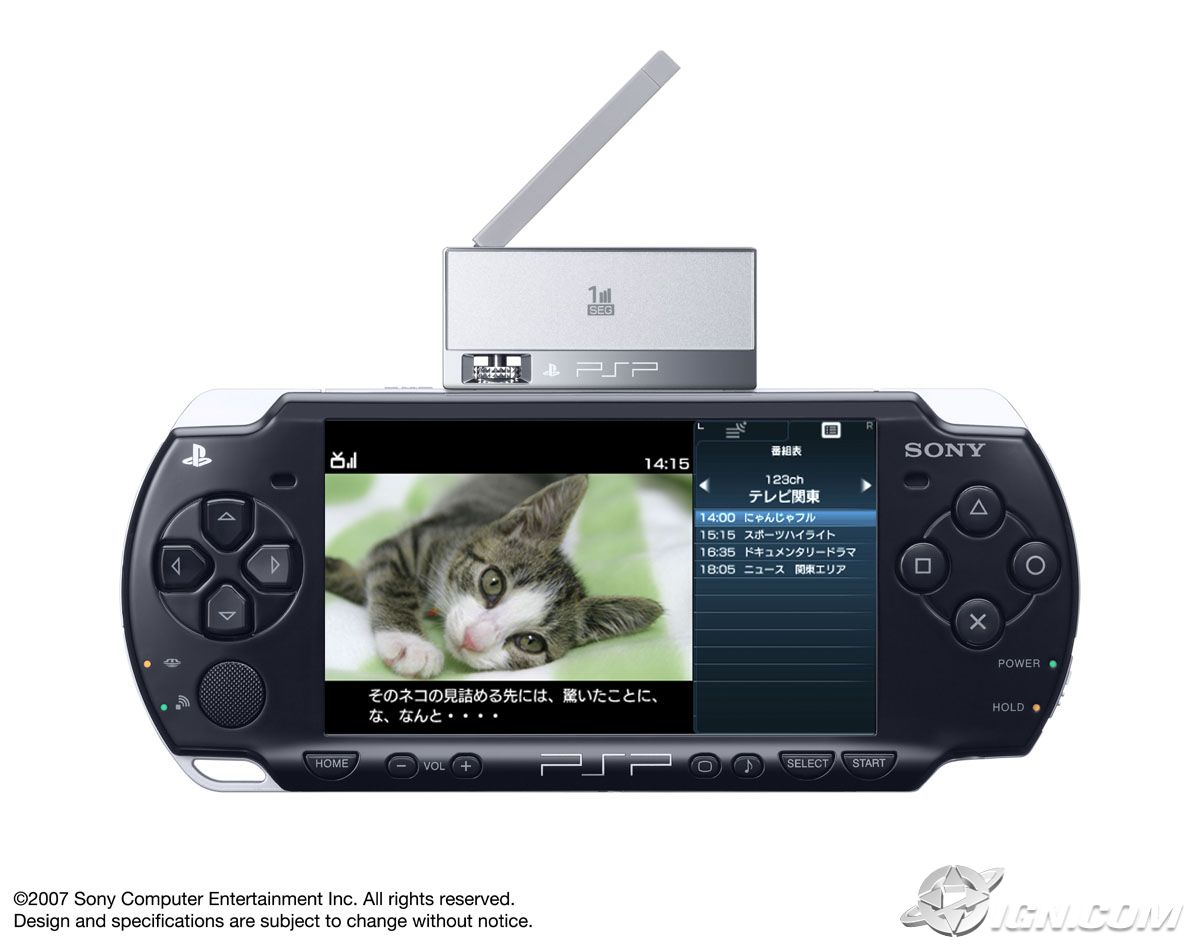 1
SEG
PSP
14:15
L
R
番組表
123ch
テレビ関東
14:00 にゃんじゃフル
15:15 スポーツハイライト
16:35 ドキュメンタリードラマ
18:05 ニュース 関東エリア
そのネコの見詰める先には、驚いたことに、
な、なんと・・・・
SONY
POWER
HOLD
HOME
VOL
PSP
SELECT
START
©2007 Sony Computer Entertainment Inc. All rights reserved.
Design and specifications are subject to change without notice.
IGN.COM